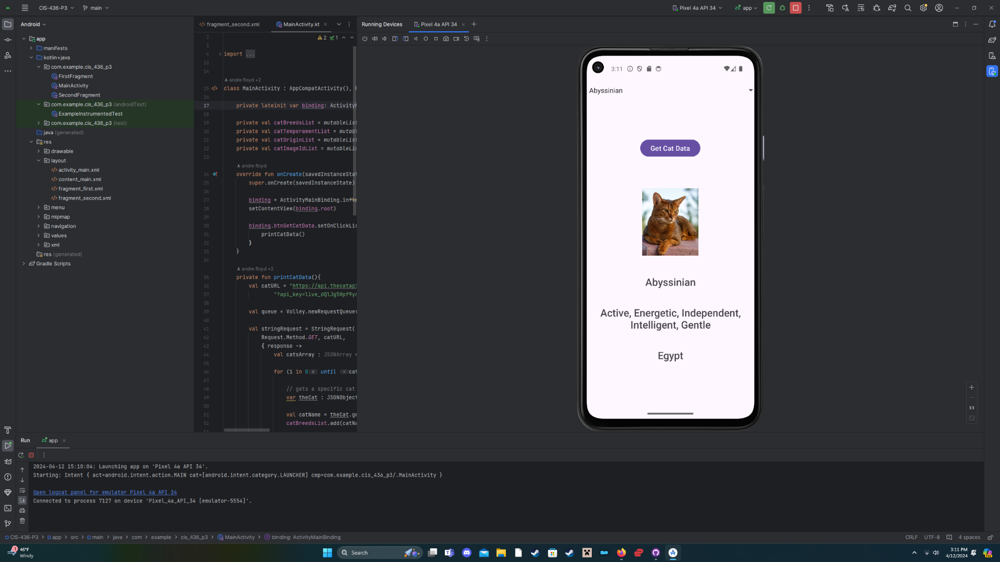 CIS-436-P3
main
Pixel 4a API 34
app
Android
fragment_second.xml
MainActivity.kt
Running Devices
Pixel 4a API 34
app
manifests
kotlin+java
com.example.cis_436_p3
FirstFragment
MainActivity
SecondFragment
com.example.cis_436_p3 (androidTest)
ExampleInstrumentedTest
com.example.cis_436_p3 (test)
java (generated)
res
drawable
layout
activity_main.xml
content_main.xml
fragment_first.xml
fragment_second.xml
menu
mipmap
navigation
values
xml
res (generated)
Gradle Scripts
2 1
2
3
4 import ...
13
14
andre floyd +2
15 class MainActivity : AppCompatActivity(), F
16
17 private lateinit var binding: ActivityM
18
19 private val catBreedsList = mutableList
20 private val catTemperamentList = mutabl
21 private val catOriginList = mutableList
22 private val catImageIdList = mutableLis
23
andre floyd
24 override fun onCreate(savedInstanceStat
25 super.onCreate(savedInstanceState)
26
27 binding = ActivityMainBinding.infla
28 setContentView(binding.root)
29
30 binding.btnGetCatData.setOnClickLis
31 printCatData()
32 }
33 }
34
andre floyd +2
35 private fun printCatData(){
36 val catURL = "https://api.thecatapi
37 "?api_key=live_dQlJg5Hpf9yr
38
39 val queue = Volley.newRequestQueue(
40
41 val stringRequest = StringRequest(
42 Request.Method.GET, catURL,
43 { response ->
44 val catsArray : JSONArray =
45
46 for (i in 0 ≤ until < cat
47
48 // gets a specific cat
49 var theCat : JSONObject
50
51 val catName = theCat.ge
52 catBreedsList.add(catNa
53
3:11
Abyssinian
Get Cat Data
Abyssinian
Active, Energetic, Independent,
Intelligent, Gentle
Egypt
1:1
Run
app
2024-04-12 15:10:04: Launching app on 'Pixel 4a API 34'.
Starting: Intent { act=android.intent.action.MAIN cat=[android.intent.category.LAUNCHER] cmp=com.example.cis_436_p3/.MainActivity }
Open logcat panel for emulator Pixel 4a API 34
Connected to process 7127 on device 'Pixel_4a_API_34 [emulator-5554]'.
CIS-436-P3 > app > src > main > java > com > example > cis_436_p3 > MainActivity > binding: ActivityMainBinding
CRLF UTF-8 4 spaces
1
46°F
Windy
Search
3:11 PM
4/12/2024